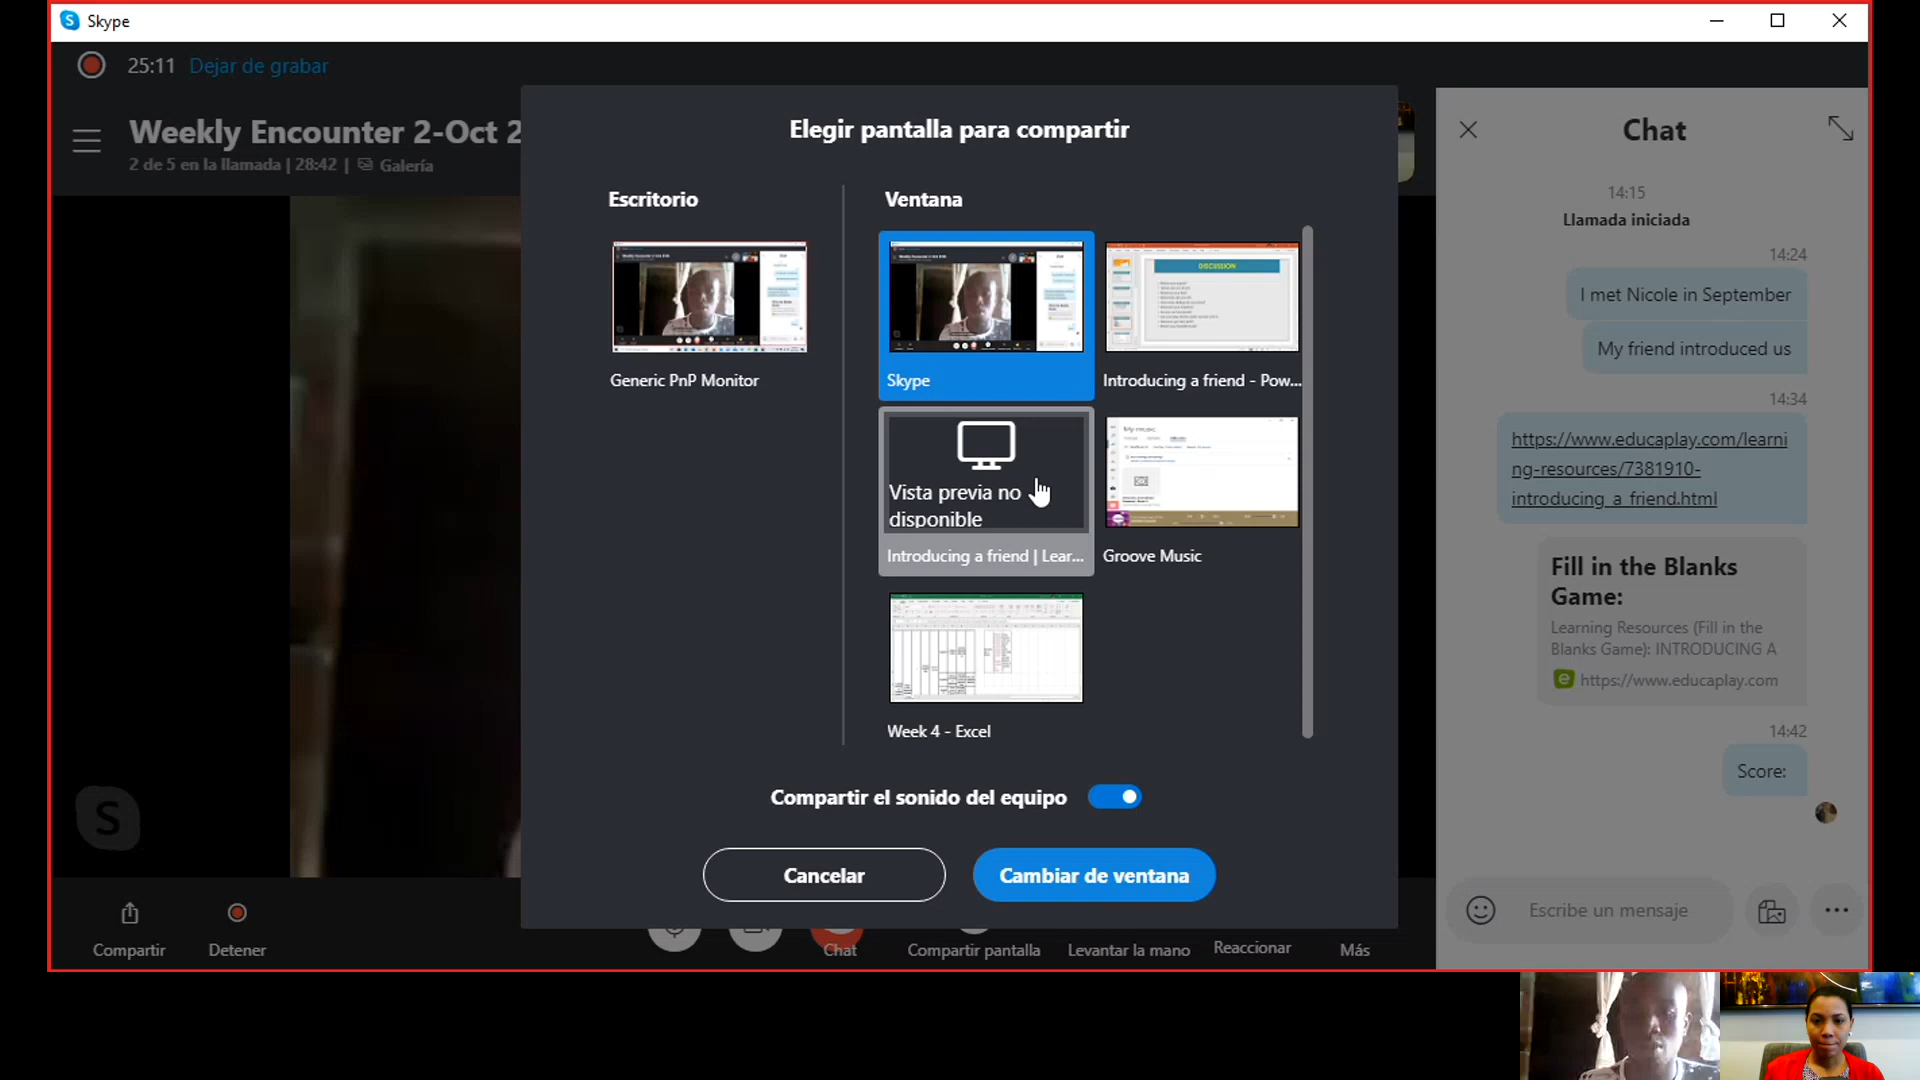 Skype
25:11 Dejar de grabar
Weekly Encounter 2-Oct 2
2 de 5 en la llamada | 28:42 | Galería
Elegir pantalla para compartir
Escritorio
Ventana
Generic PnP Monitor
Skype
DISCUSSION
Introducing a friend - Pow...
Vista previa no
disponible
Introducing a friend | Lear...
My music
Groove Music
Week 4 - Excel
Compartir el sonido del equipo
Cancelar
Cambiar de ventana
Compartir
Detener
Chat
Compartir pantalla
Levantar la mano
Reaccionar
Más
Chat
14:15
Llamada iniciada
14:24
I met Nicole in September
My friend introduced us
14:34
https://www.educaplay.com/learni
ng-resources/7381910-
introducing_a_friend.html
Fill in the Blanks
Game:
Learning Resources (Fill in the
Blanks Game): INTRODUCING A
https://www.educaplay.com
14:42
Score:
Escribe un mensaje